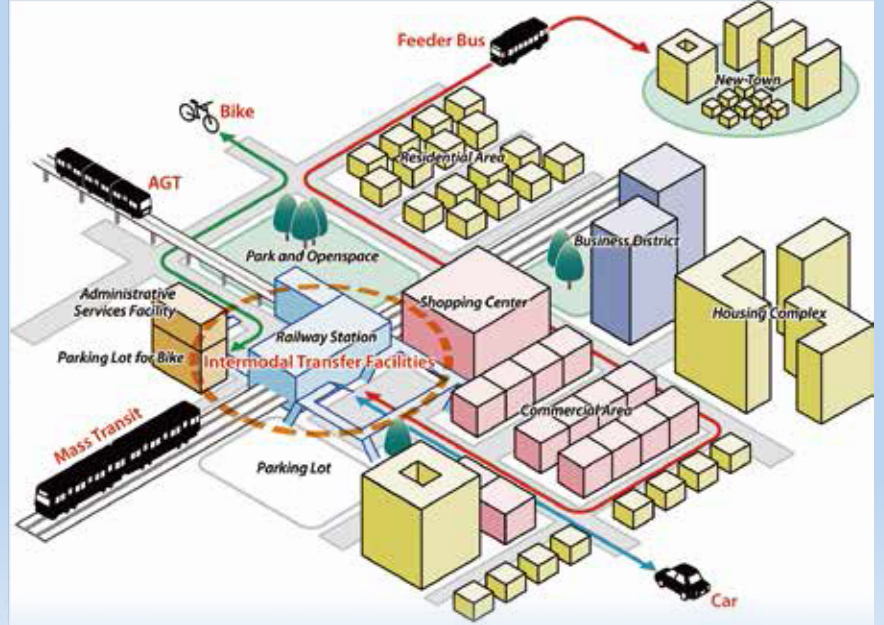 Feeder Bus
New Town
Bike
Residential Area
AGT
Business District
Park and Openspace
Administrative
Services Facility
Shopping Center
Railway Station
Housing Complex
Parking Lot for Bike
Intermodal Transfer Facilities
Commercial Area
Mass Transit
Parking Lot
Car